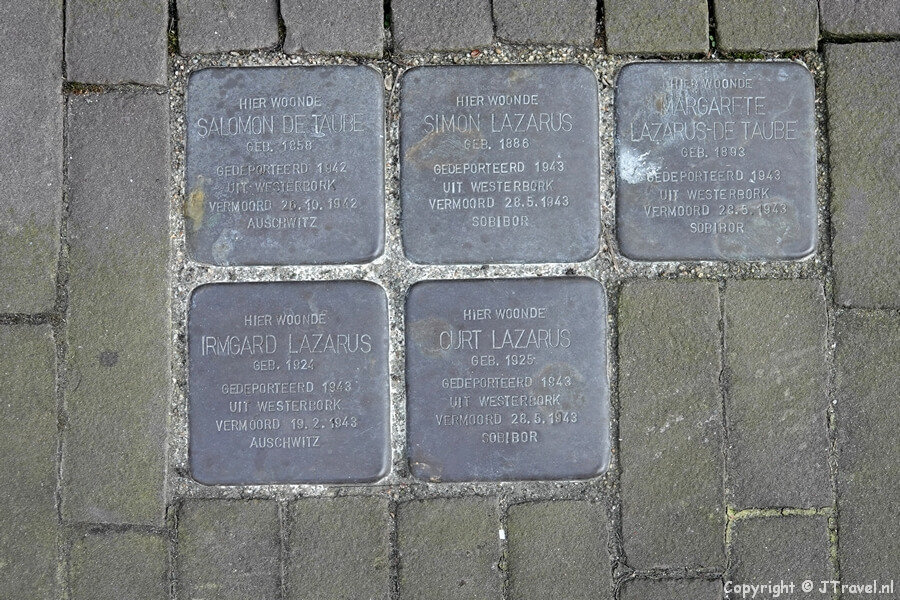 HIER WOONDE
SALOMON DE TAUBE
GEB. 1858
GEDEPORTEERD 1942
UIT WESTERBORK
VERMOORD 26.10.1942
AUSCHWITZ
HIER WOONDE
SIMON LAZARUS
GEB. 1886
GEDEPORTEERD 1943
UIT WESTERBORK
VERMOORD 28.5.1943
SOBIBOR
HIER WOONDE
MARGARETE
LAZARUS-DE TAUBE
GEB. 1893
GEDEPORTEERD 1943
UIT WESTERBORK
VERMOORD 28.5.1943
SOBIBOR
HIER WOONDE
IRMGARD LAZARUS
GEB. 1924
GEDEPORTEERD 1943
UIT WESTERBORK
VERMOORD 19.2.1943
AUSCHWITZ
HIER WOONDE
CURT LAZARUS
GEB. 1925
GEDEPORTEERD 1943
UIT WESTERBORK
VERMOORD 28.5.1943
SOBIBOR
Copyright © JTravel.nl